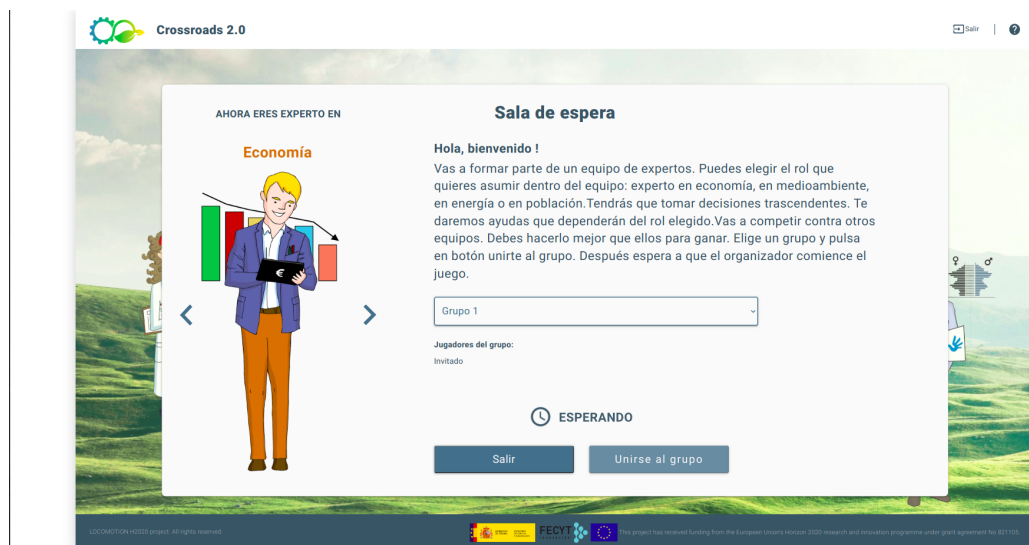 Crossroads 2.0
Salir
?
AHORA ERES EXPERTO EN
Economía
€
Sala de espera
Hola, bienvenido !
Vas a formar parte de un equipo de expertos. Puedes elegir el rol que
quieres asumir dentro del equipo: experto en economía, en medioambiente,
en energía o en población.Tendrás que tomar decisiones trascendentes. Te
daremos ayudas que dependerán del rol elegido.Vas a competir contra otros
equipos. Debes hacerlo mejor que ellos para ganar. Elige un grupo y pulsa
en botón unirte al grupo. Después espera a que el organizador comience el
juego.
Grupo 1
Jugadores del grupo:
Invitado
ESPERANDO
Salir
Unirse al grupo
LOCOMOTION H2020 project. All rights reserved.
FECYT
This project has received funding from the European Union's Horizon 2020 research and innovation programme under grant agreement No 821105.